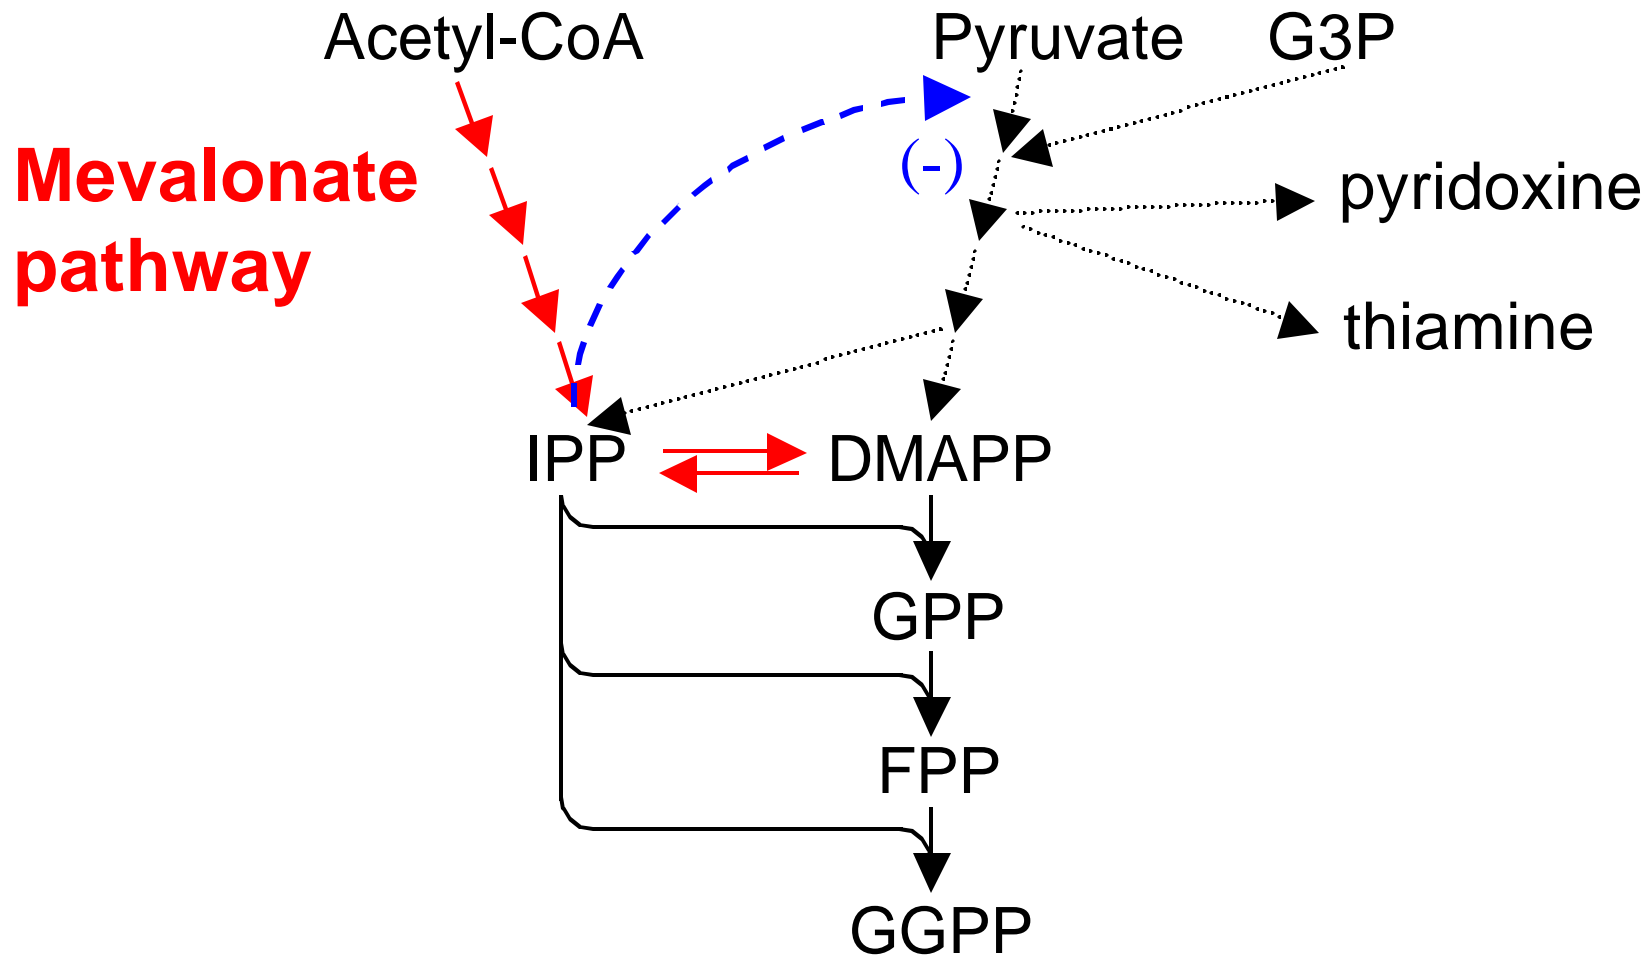 Acetyl-CoA
Pyruvate
G3P
Mevalonate
pathway
(-)
pyridoxine
thiamine
IPP
DMAPP
GPP
FPP
GGPP